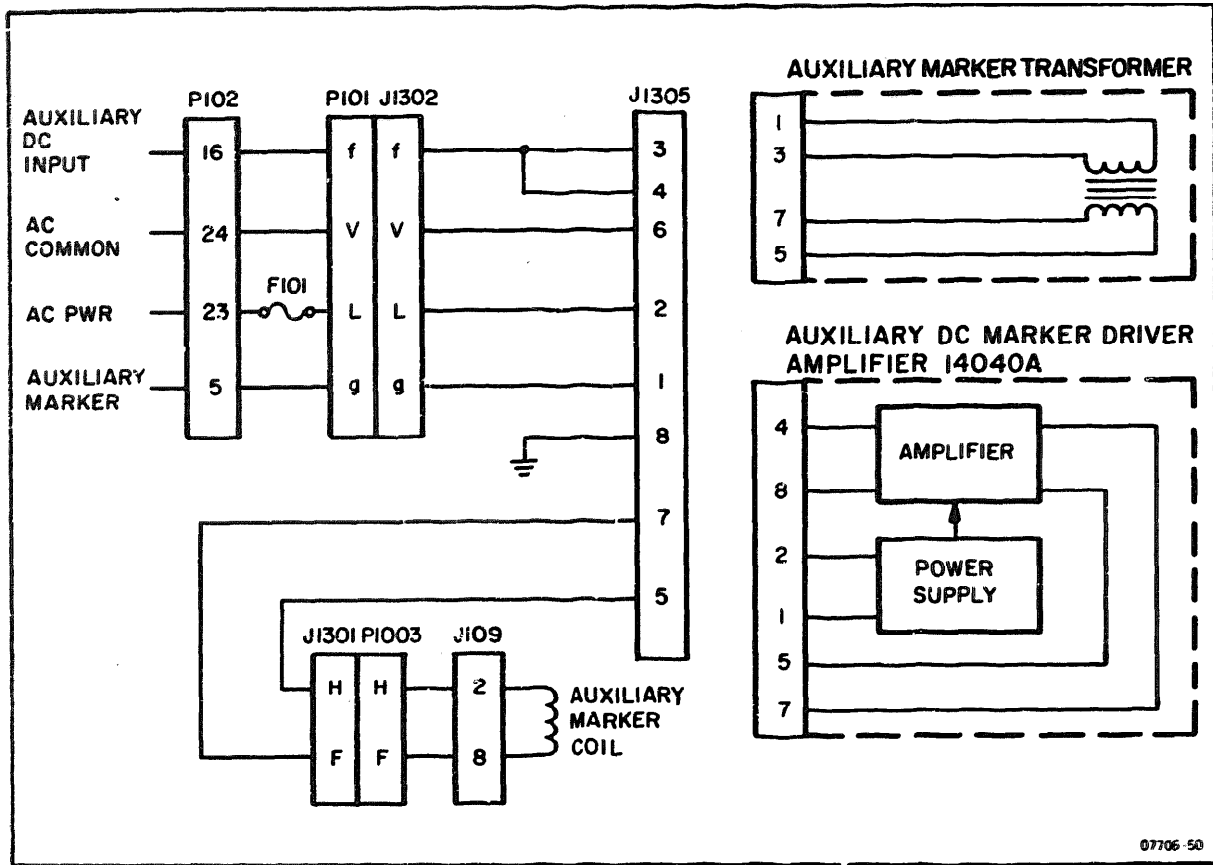 P102
P101 J1302
J1305
AUXILIARY
DC
INPUT
16
f
f
3
4
AC
COMMON
24
V
V
6
F101
AC PWR
23
L
L
2
AUXILIARY
MARKER
5
g
g
1
8
7
5
J1301 P1003
J109
H
H
2
F
F
8
AUXILIARY
MARKER
COIL
AUXILIARY MARKER TRANSFORMER
1
3
7
5
AUXILIARY DC MARKER DRIVER
AMPLIFIER 14040A
4
8
2
1
5
7
AMPLIFIER
POWER
SUPPLY
07706-50